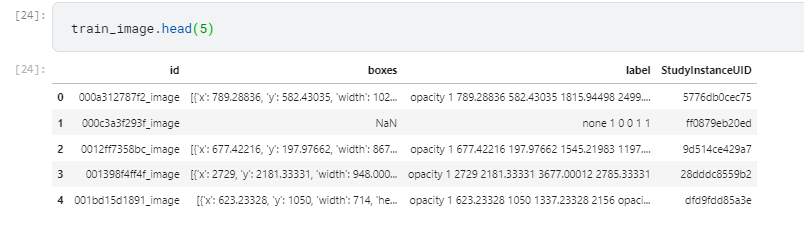 [24]:
train_image.head(5)
[24]:
id boxes label StudyInstanceUID
0 000a312787f2_image [{'x': 789.28836, 'y': 582.43035, 'width': 102... opacity 1 789.28836 582.43035 1815.94498 2499.... 5776db0cec75
1 000c3a3f293f_image NaN none 1 0 0 1 1 ff0879eb20ed
2 0012ff7358bc_image [{'x': 677.42216, 'y': 197.97662, 'width': 867... opacity 1 677.42216 197.97662 1545.21983 1197.... 9d514ce429a7
3 001398f4ff4f_image [{'x': 2729, 'y': 2181.33331, 'width': 948.000... opacity 1 2729 2181.33331 3677.00012 2785.33331 28dddc8559b2
4 001bd15d1891_image [{'x': 623.23328, 'y': 1050, 'width': 714, 'he... opacity 1 623.23328 1050 1337.23328 2156 opaci... dfd9fdd85a3e